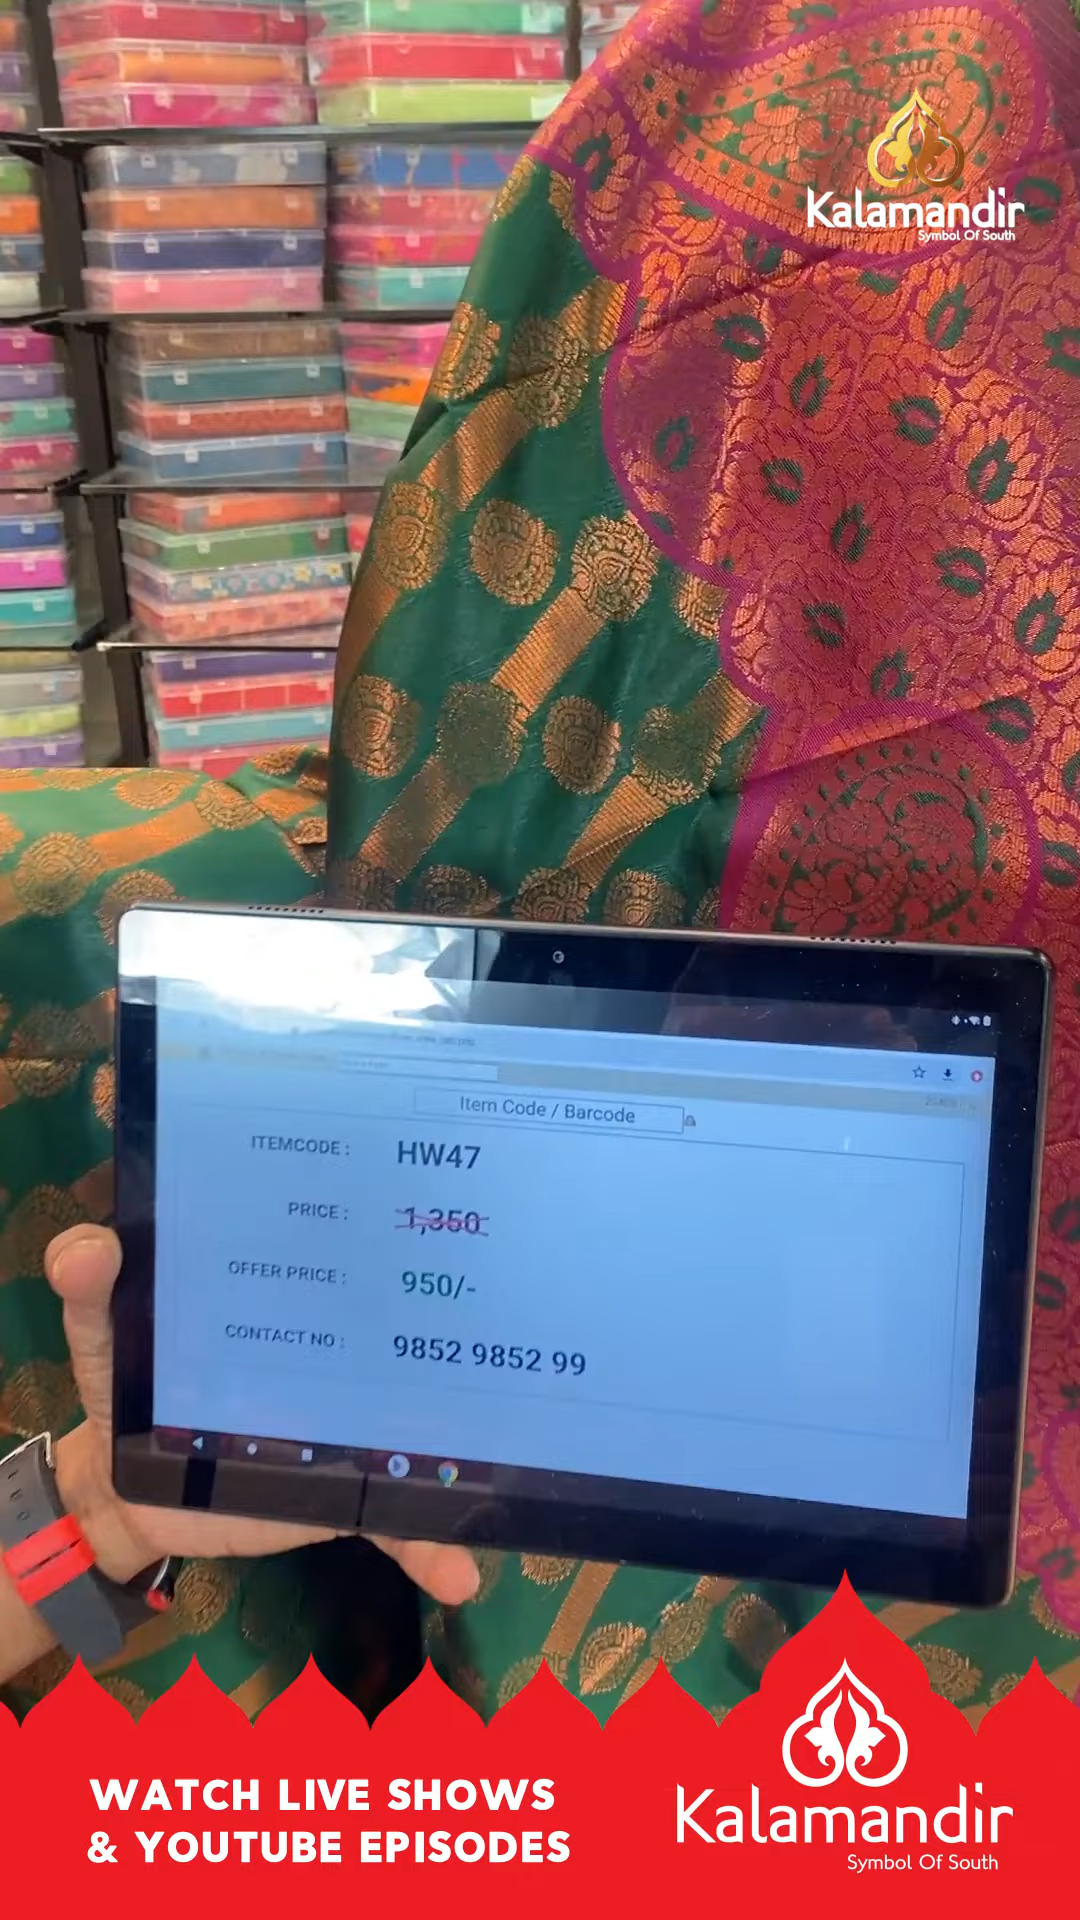 Kalamandir
Symbol Of South
Item Code / Barcode
ITEMCODE : HW47
PRICE : 1,350
OFFER PRICE : 950/-
CONTACT NO : 9852 9852 99
WATCH LIVE SHOWS
& YOUTUBE EPISODES
Kalamandir
Symbol Of South